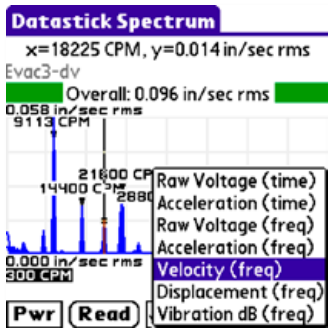 Datastick Spectrum
x=18225 CPM, y=0.014 in/sec rms
Evac3-dv
Overall: 0.096 in/sec rms
0.058 in/sec rms
9113 CPM
21600 CP
14400 CPM
2880
0.000 in/sec rms
300 CPM
Raw Voltage (time)
Acceleration (time)
Raw Voltage (freq)
Acceleration (freq)
Velocity (freq)
Displacement (freq)
Vibration dB (freq)
Pwr
Read